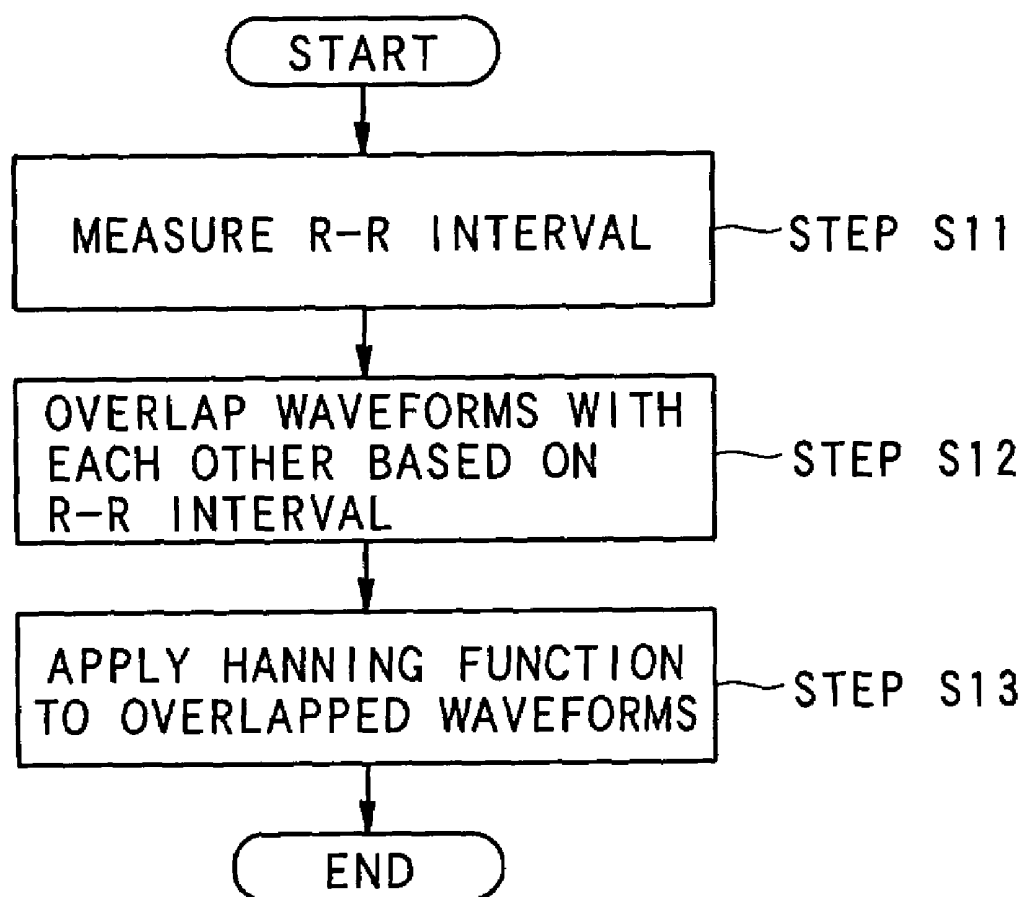 START
MEASURE R-R INTERVAL
STEP S11
OVERLAP WAVEFORMS WITH
EACH OTHER BASED ON
R-R INTERVAL
STEP S12
APPLY HANNING FUNCTION
TO OVERLAPPED WAVEFORMS
STEP S13
END